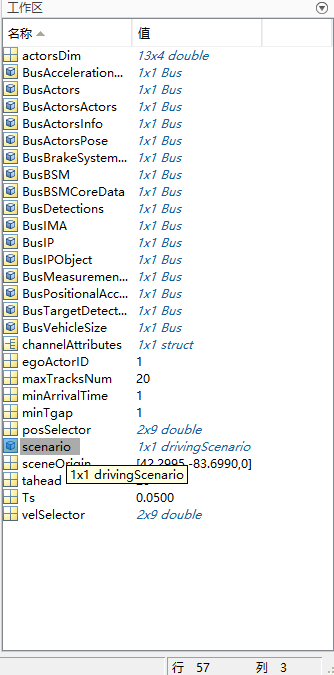 工作区
名称 值
actorsDim 13x4 double
BusAcceleration... 1x1 Bus
BusActors 1x1 Bus
BusActorsActors 1x1 Bus
BusActorsInfo 1x1 Bus
BusActorsPose 1x1 Bus
BusBrakeSystem... 1x1 Bus
BusBSM 1x1 Bus
BusBSMCoreData 1x1 Bus
BusDetections 1x1 Bus
BusIMA 1x1 Bus
BusIP 1x1 Bus
BusIPObject 1x1 Bus
BusMeasuremen... 1x1 Bus
BusPositionalAcc... 1x1 Bus
BusTargetDetect... 1x1 Bus
BusVehicleSize 1x1 Bus
channelAttributes 1x1 struct
egoActorID 1
maxTracksNum 20
minArrivalTime 1
minTgap 1
posSelector 2x9 double
scenario 1x1 drivingScenario
sceneOrigin [42.2995,-83.6990,0]
1x1 drivingScenario
tahead
Ts 0.0500
velSelector 2x9 double
行 57 列 3